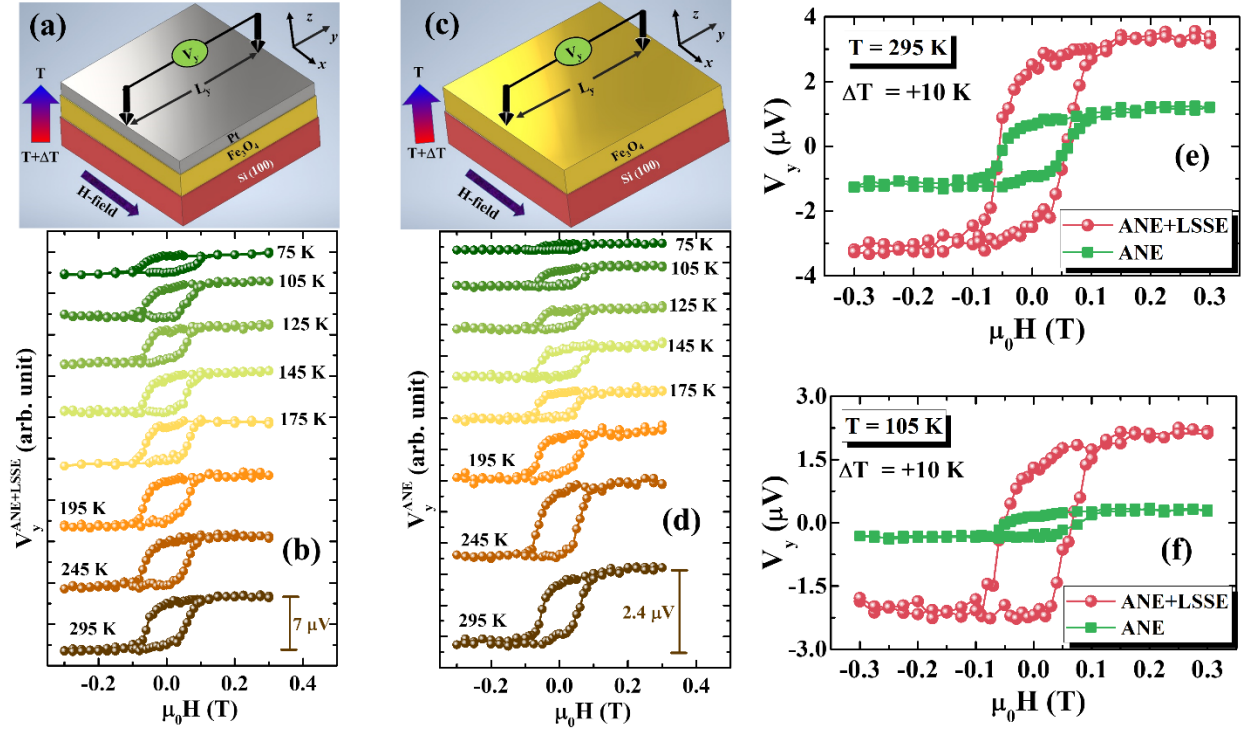 (a)
z
y
x
V_y
L_y
T
T+ΔT
Pt
Fe₃O₄
Si (100)
H-field
(c)
z
y
x
V_y
L_y
T
T+ΔT
Fe₃O₄
Si (100)
H-field
V_y^ANE+LSSE (arb. unit)
75 K
105 K
125 K
145 K
175 K
195 K
245 K
295 K
(b)
7 μV
-0.2 0.0 0.2 0.4
μ₀H (T)
V_y^ANE (arb. unit)
75 K
105 K
125 K
145 K
175 K
195 K
245 K
295 K
(d)
2.4 μV
-0.2 0.0 0.2 0.4
μ₀H (T)
V_y (μV)
4
2
0
-2
-4
T = 295 K
ΔT = +10 K
(e)
ANE+LSSE
ANE
-0.3 -0.2 -0.1 0.0 0.1 0.2 0.3
μ₀H (T)
V_y (μV)
3.0
1.5
0.0
-1.5
-3.0
T = 105 K
ΔT = +10 K
(f)
ANE+LSSE
ANE
-0.3 -0.2 -0.1 0.0 0.1 0.2 0.3
μ₀H (T)